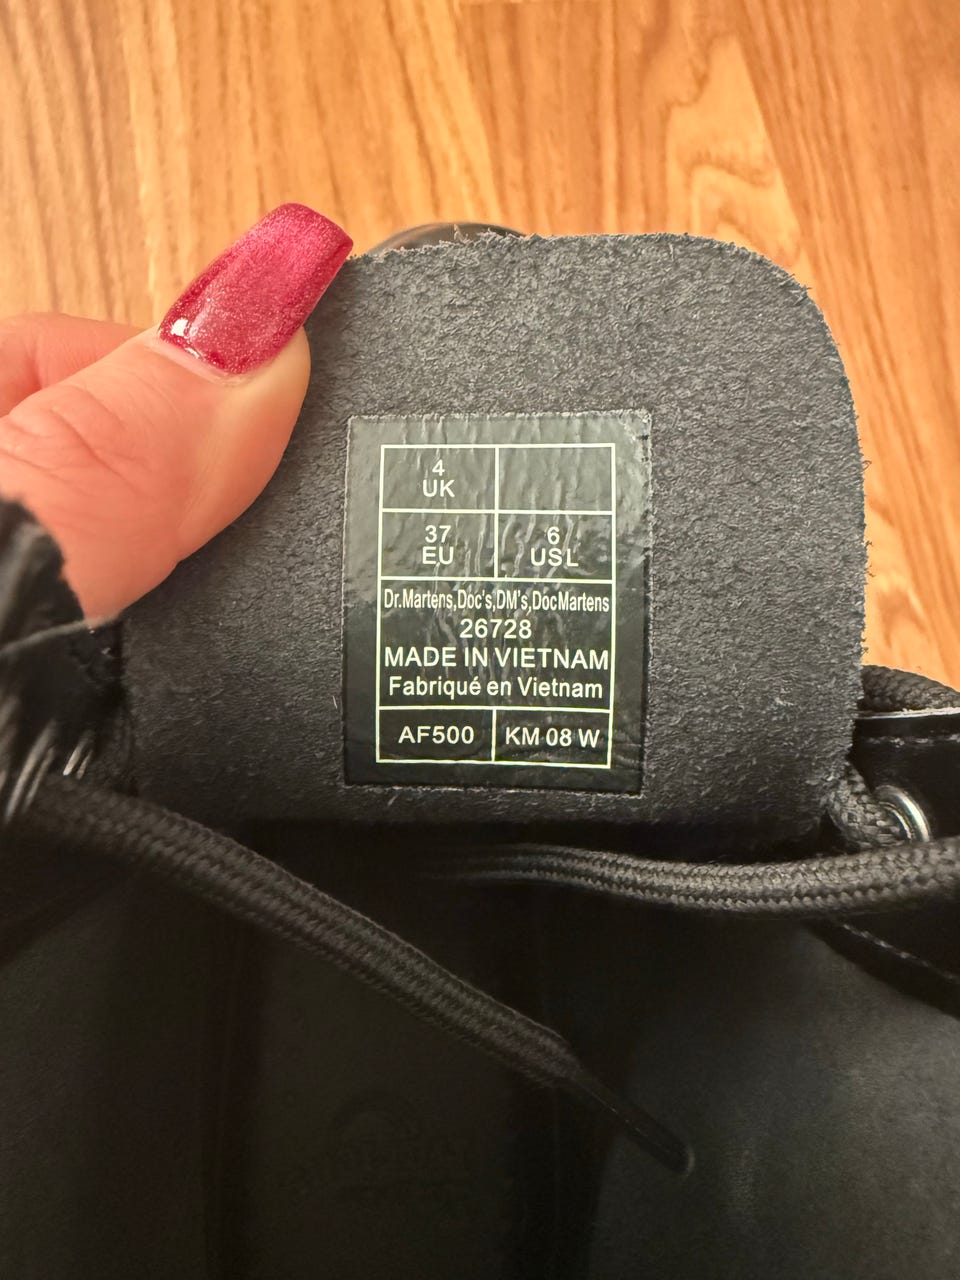 4
UK
37
EU
6
USL
Dr.Martens,Doc's,DM's,DocMartens
26728
MADE IN VIETNAM
Fabriqué en Vietnam
AF500
KM 08 W